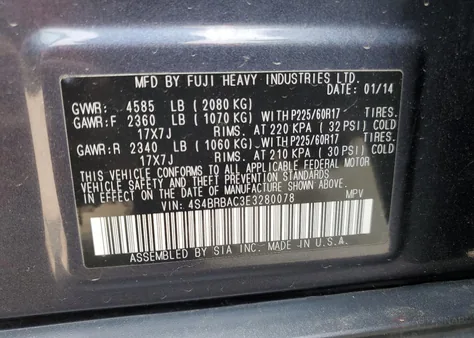 MFD BY FUJI HEAVY INDUSTRIES LTD.
DATE: 01/14
GVWR: 4585 LB (2080 KG)
GAWR:F 2360 LB (1070 KG) WITH P225/60R17 TIRES.
17X7J RIMS. AT 220 KPA (32 PSI) COLD
GAWR:R 2340 LB (1060 KG) WITH P225/60R17 TIRES.
17X7J RIMS. AT 210 KPA (30 PSI) COLD
THIS VEHICLE CONFORMS TO ALL APPLICABLE FEDERAL MOTOR
VEHICLE SAFETY AND THEFT PREVENTION STANDARDS
IN EFFECT ON THE DATE OF MANUFACTURE SHOWN ABOVE.
VIN: 4S4BRBAC3E3280078 MPV
ASSEMBLED BY SIA INC. MADE IN U.S.A.